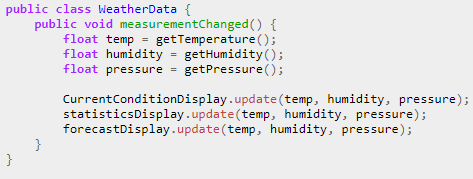 public class WeatherData {
    public void measurementChanged() {
        float temp = getTemperature();
        float humidity = getHumidity();
        float pressure = getPressure();

        CurrentConditionDisplay.update(temp, humidity, pressure);
        statisticsDisplay.update(temp, humidity, pressure);
        forecastDisplay.update(temp, humidity, pressure);
    }
}